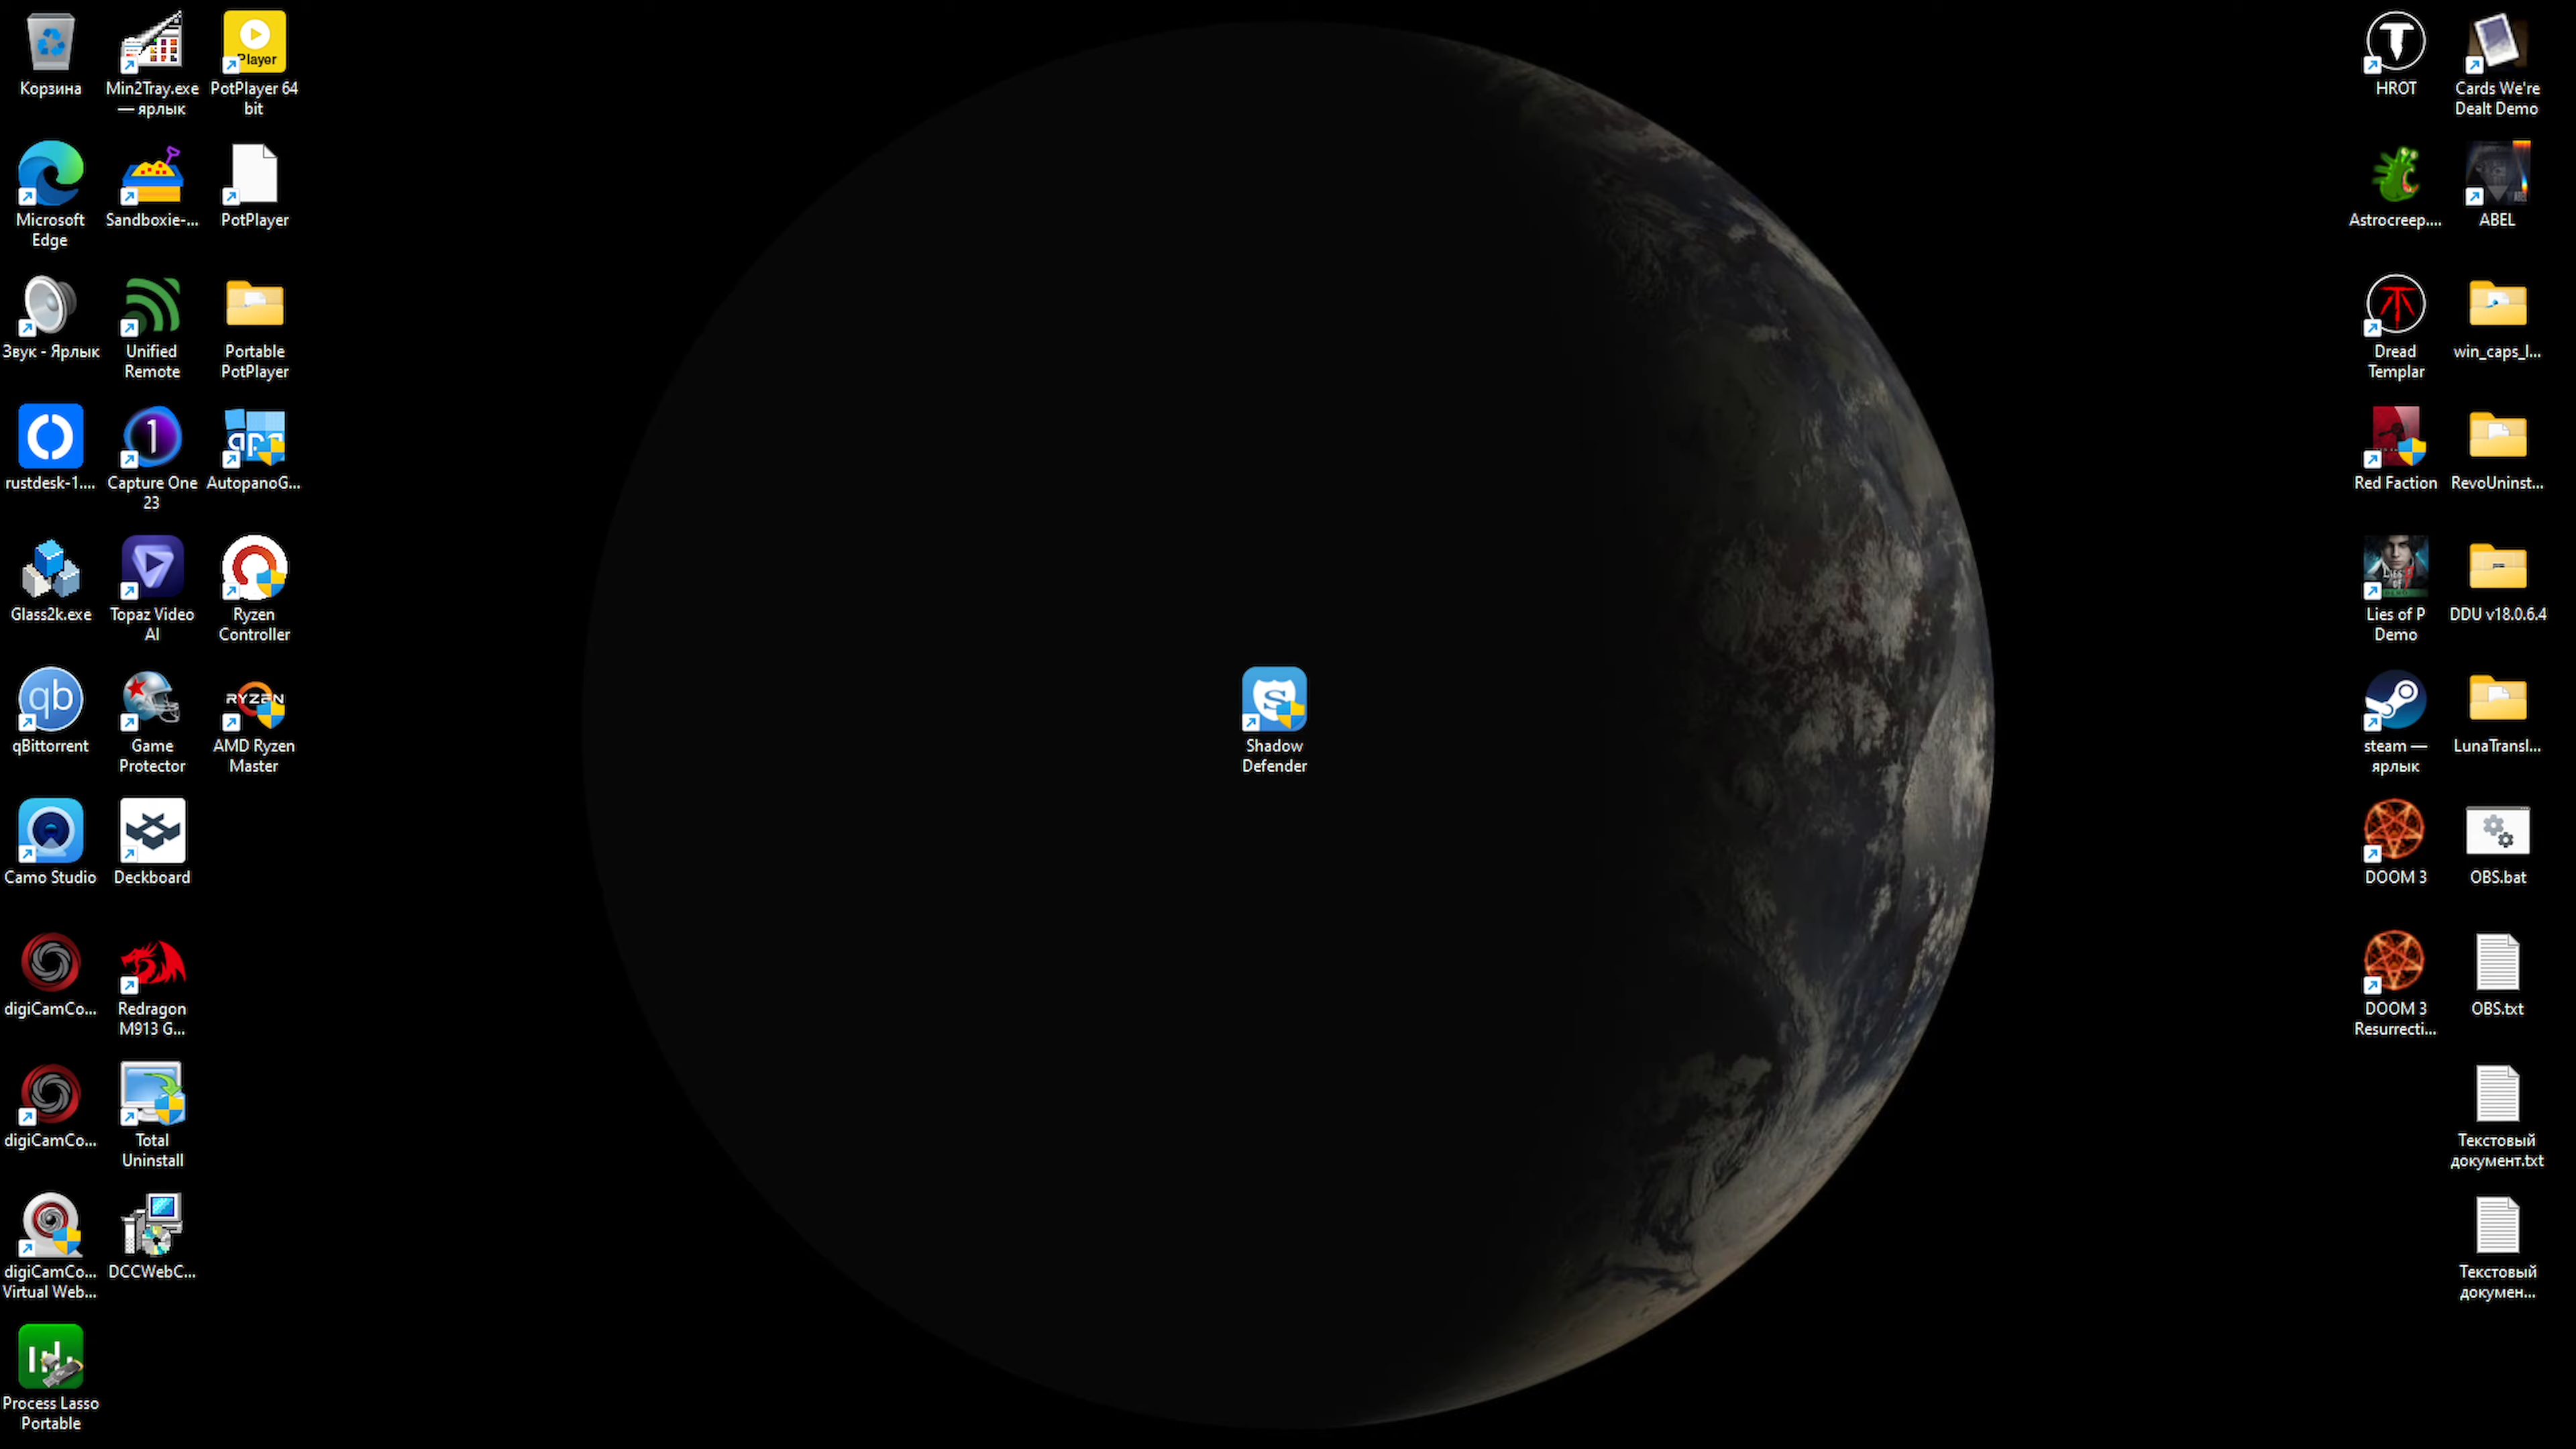 Корзина
Min2Tray.exe
— ярлык
Player
PotPlayer 64
bit
HROT
Cards We're
Dealt Demo
Microsoft
Edge
Sandboxie-...
PotPlayer
Astrocreep....
ABEL
Звук - Ярлык
Unified
Remote
Portable
PotPlayer
Dread
Templar
win_caps_l...
rustdesk-1....
Capture One
23
AutopanoG...
Red Faction
RevoUninst...
Glass2k.exe
Topaz Video
AI
Ryzen
Controller
Lies of P
Demo
DDU v18.0.6.4
qb
qBittorrent
Game
Protector
RYZEN
AMD Ryzen
Master
Shadow
Defender
steam —
ярлык
LunaTransl...
Camo Studio
Deckboard
DOOM 3
OBS.bat
digiCamCo...
Redragon
M913 G...
DOOM 3
Resurrecti...
OBS.txt
digiCamCo...
Total
Uninstall
Текстовый
документ.txt
digiCamCo...
Virtual Web...
DCCWebC...
Текстовый
докумен...
Process Lasso
Portable